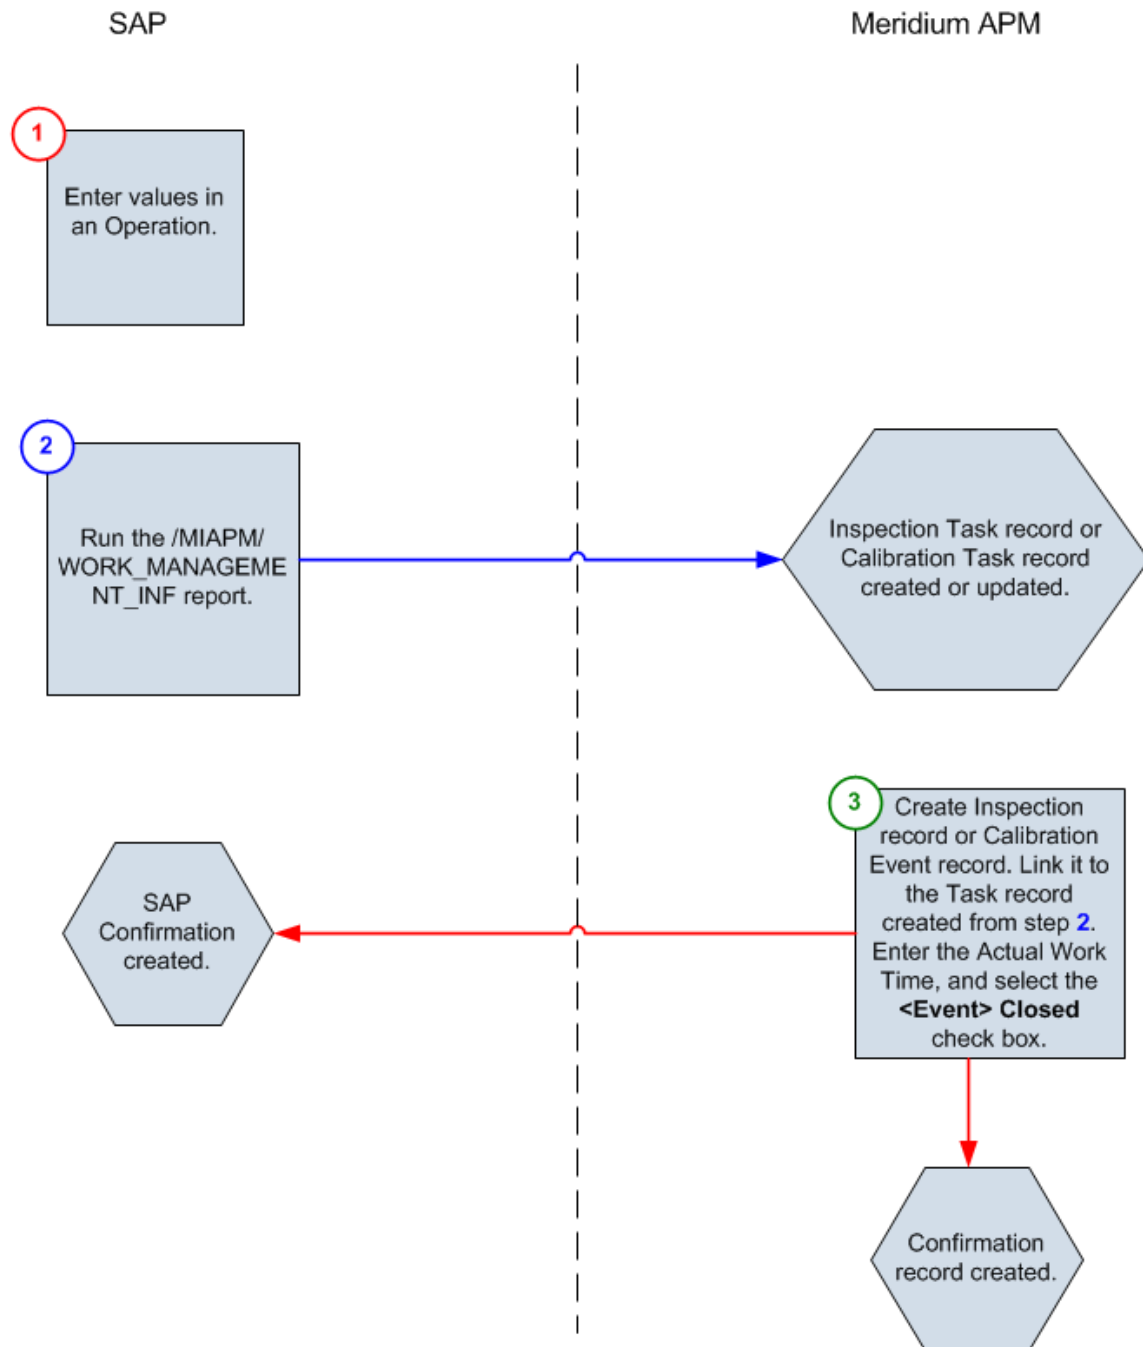 SAP
Meridium APM
1
Enter values in
an Operation.
2
Run the /MIAPM/
WORK_MANAGEME
NT_INF report.
Inspection Task record or
Calibration Task record
created or updated.
3
Create Inspection
record or Calibration
Event record. Link it to
the Task record
created from step 2.
Enter the Actual Work
Time, and select the
<Event> Closed
check box.
SAP
Confirmation
created.
Confirmation
record created.